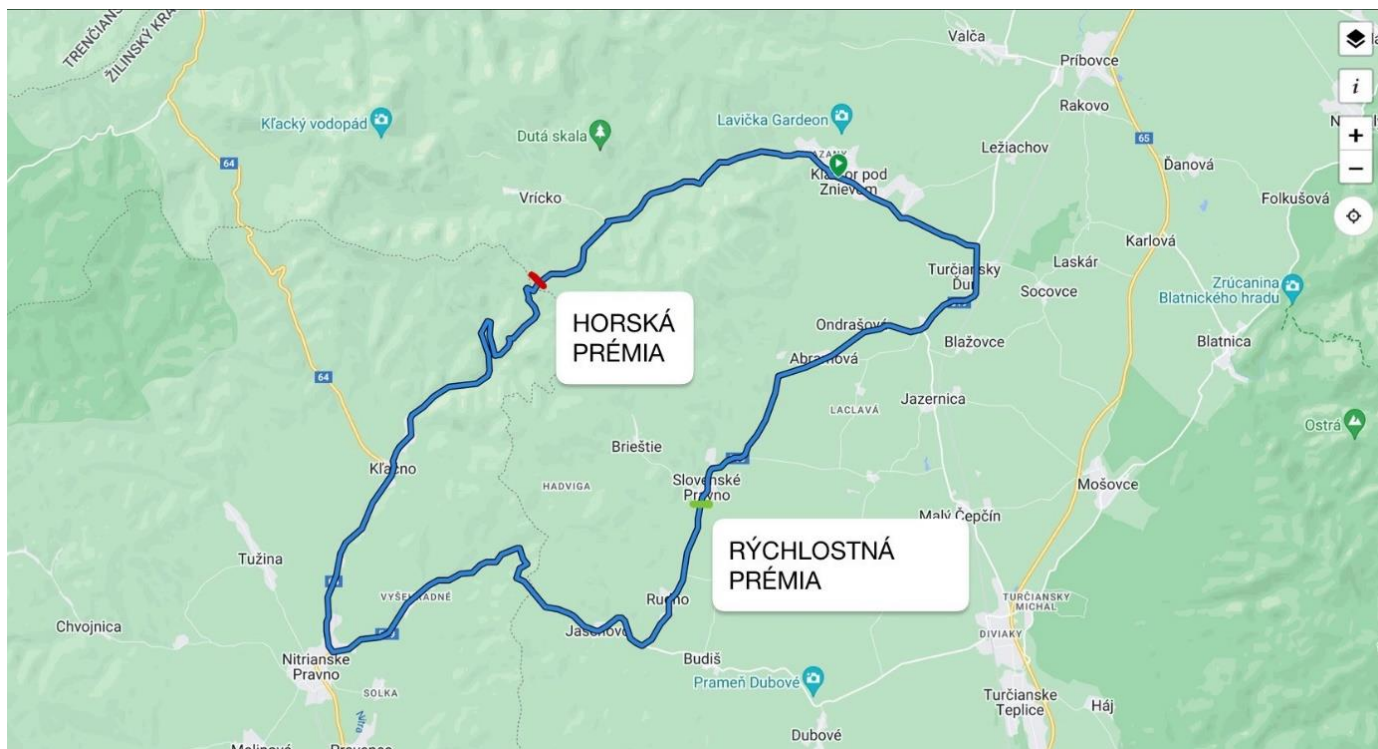 TRENČIANS
ŽILINSKÝ KRA
Valča
Príbovce
Rakovo
i
Kľacký vodopád
Lavička Gardeon
Dutá skala
64
65
Ležiachov
Ďanová
+
−
Kláštor pod
Znievom
Vrícko
Folkušová
Karlová
Turčiansky
Ďur
Laskár
Socovce
Zrúcanina
Blatnického hradu
HORSKÁ
PRÉMIA
Ondrašová
Blažovce
Blatnica
Abramová
64
Jazernica
LACLAVÁ
Ostrá
Brieštie
Kľačno
HADVIGA
Slovenské
Pravno
Mošovce
Malý Čepčín
RÝCHLOSTNÁ
PRÉMIA
Tužina
VYŠEHRADNÉ
Rudno
TURČIANSKY
MICHAL
Chvojnica
Jasenovo
DIVIAKY
Nitrianske
Pravno
Budiš
SOLKA
Prameň Dubové
Turčianske
Teplice
Háj
Nitra
Dubové